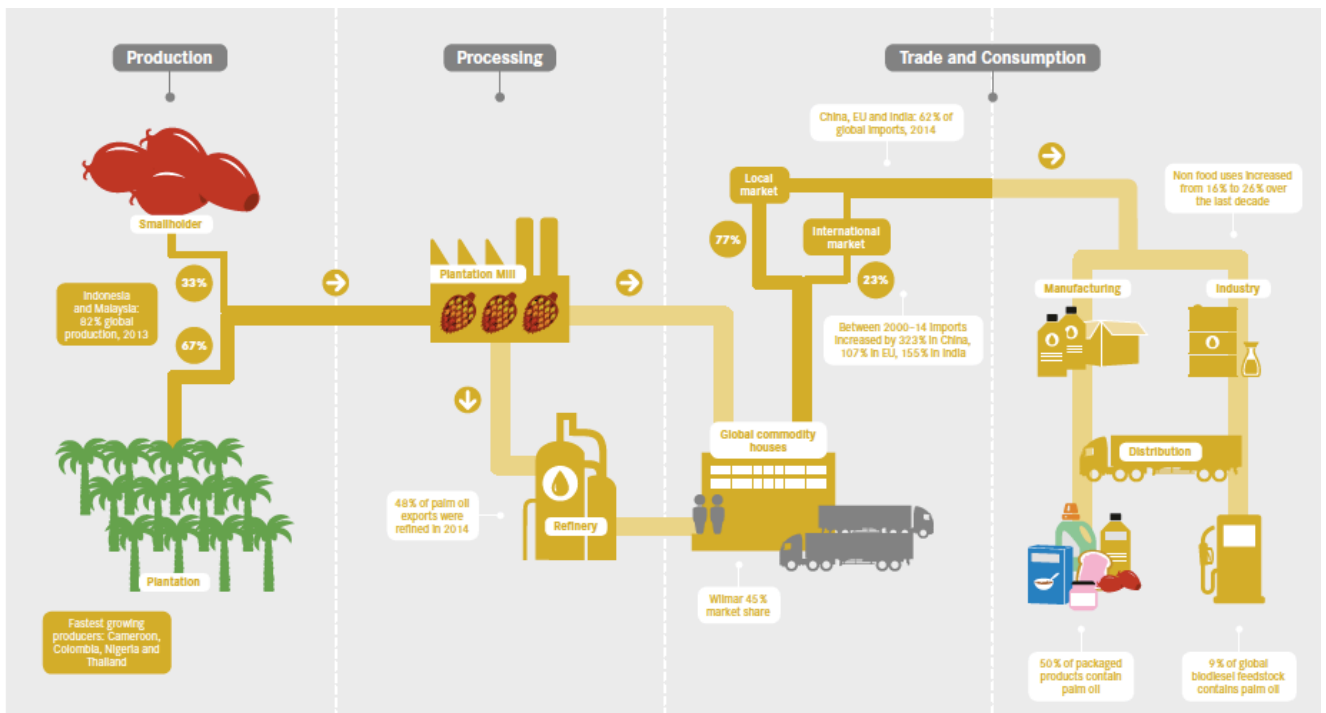 Production
Smallholder
33%
Indonesia
and Malaysia:
82% global
production, 2013
67%
Plantation
Fastest growing
producers: Cameroon,
Colombia, Nigeria and
Thailand
Processing
Plantation Mill
48% of palm oil
exports were
refined in 2014
Refinery
Trade and Consumption
China, EU and India: 62% of
global imports, 2014
Local
market
77%
International
market
23%
Between 2000–14 imports
increased by 323% in China,
107% in EU, 155% in India
Global commodity
houses
Wilmar 45%
market share
Non food uses increased
from 16% to 26% over
the last decade
Manufacturing
Industry
Distribution
50% of packaged
products contain
palm oil
9% of global
biodiesel feedstock
contains palm oil